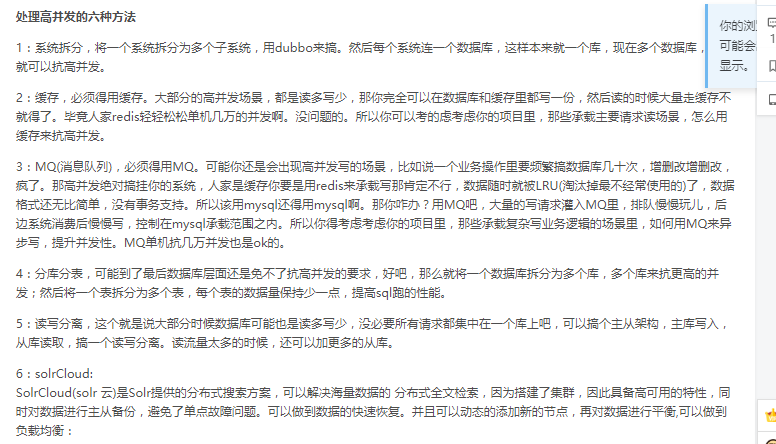 处理高并发的六种方法
1：系统拆分，将一个系统拆分为多个子系统，用dubbo来搞。然后每个系统连一个数据库，这样本来就一个库，现在多个数据库，
就可以抗高并发。
2：缓存，必须得用缓存。大部分的高并发场景，都是读多写少，那你完全可以在数据库和缓存里都写一份，然后读的时候大量走缓存不
就得了。毕竟人家redis轻轻松松单机几万的并发啊。没问题的。所以你可以考的虑考虑你的项目里，那些承载主要请求读场景，怎么用
缓存来抗高并发。
3：MQ(消息队列)，必须得用MQ。可能你还是会出现高并发写的场景，比如说一个业务操作里要频繁搞数据库几十次，增删改增删改，
疯了。那高并发绝对搞挂你的系统，人家是缓存你要是用redis来承载写那肯定不行，数据随时就被LRU(淘汰掉最不经常使用的)了，数据
格式还无比简单，没有事务支持。所以该用mysql还得用mysql啊。那你咋办？用MQ吧，大量的写请求灌入MQ里，排队慢慢玩儿，后
边系统消费后慢慢写，控制在mysql承载范围之内。所以你得考虑考虑你的项目里，那些承载复杂写业务逻辑的场景里，如何用MQ来异
步写，提升并发性。MQ单机抗几万并发也是ok的。
4：分库分表，可能到了最后数据库层面还是免不了抗高并发的要求，好吧，那么就将一个数据库拆分为多个库，多个库来抗更高的并
发；然后将一个表拆分为多个表，每个表的数据量保持少一点，提高sql跑的性能。
5：读写分离，这个就是说大部分时候数据库可能也是读多写少，没必要所有请求都集中在一个库上吧，可以搞个主从架构，主库写入，
从库读取，搞一个读写分离。读流量太多的时候，还可以加更多的从库。
6：solrCloud:
SolrCloud(solr 云)是Solr提供的分布式搜索方案，可以解决海量数据的 分布式全文检索，因为搭建了集群，因此具备高可用的特性，同
时对数据进行主从备份，避免了单点故障问题。可以做到数据的快速恢复。并且可以动态的添加新的节点，再对数据进行平衡,可以做到
负载均衡：
你的浏
可能会
显示。
1